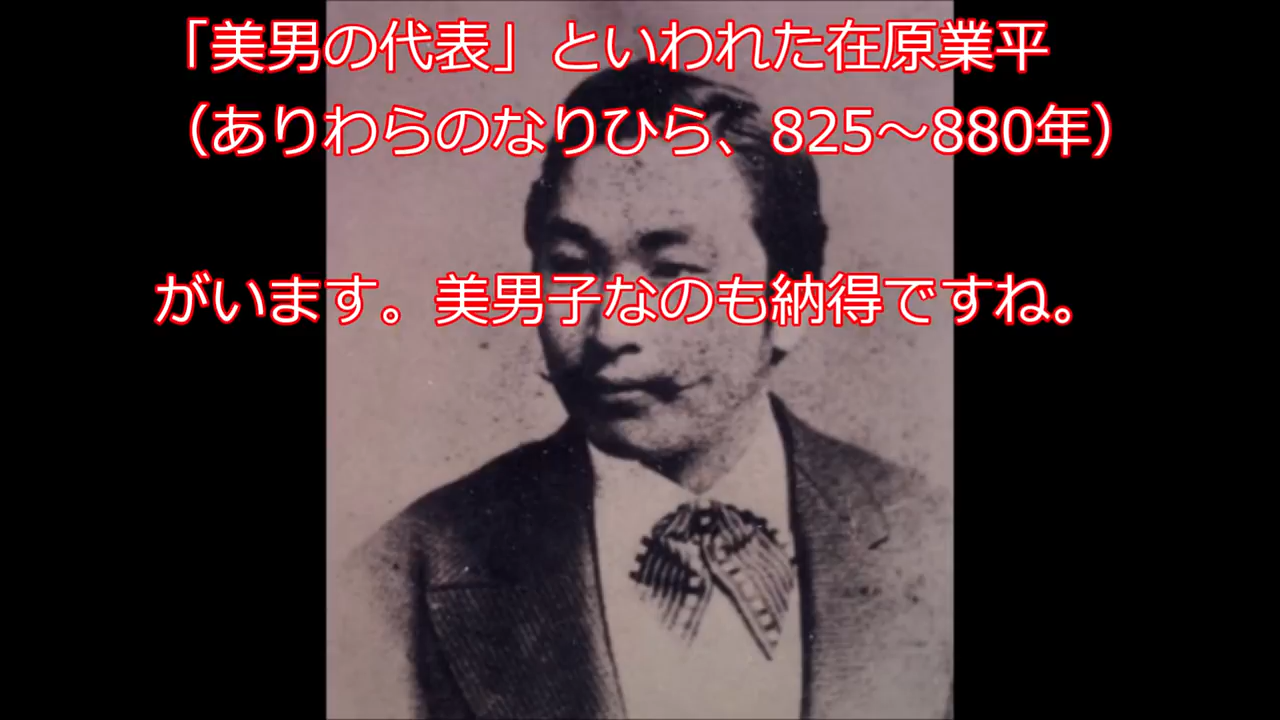 「美男の代表」といわれた在原業平
（ありわらのなりひら、825～880年）
がいます。美男子なのも納得ですね。